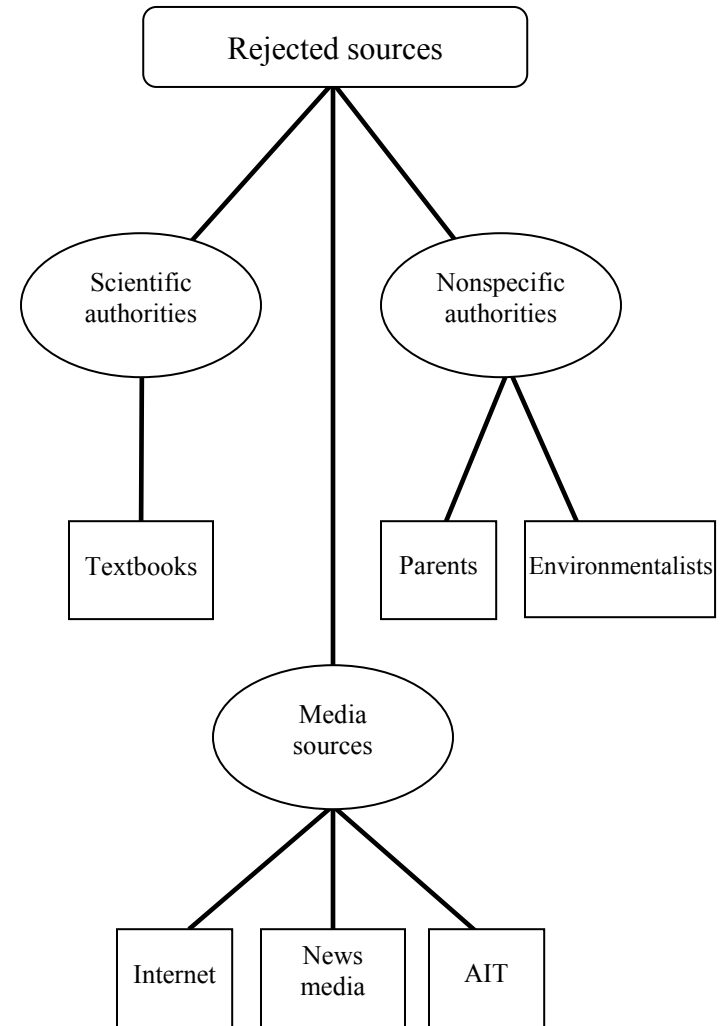 Rejected sources
Scientific
authorities
Nonspecific
authorities
Textbooks
Parents
Environmentalists
Media
sources
Internet
News
media
AIT